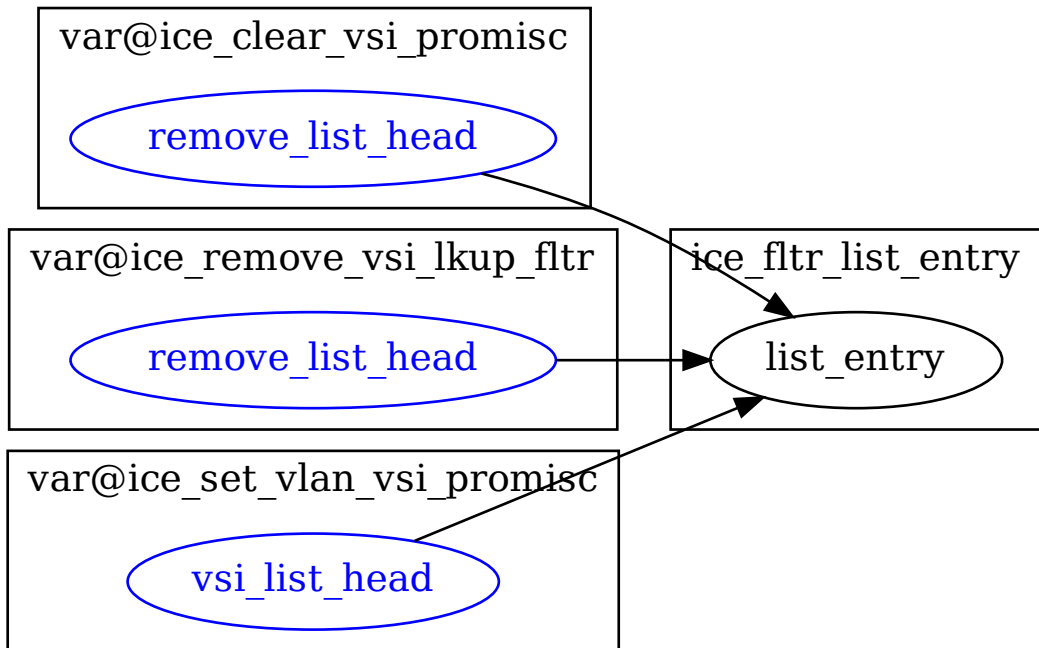 var@ice_clear_vsi_promisc
remove_list_head
var@ice_remove_vsi_lkup_fltr
remove_list_head
ice_fltr_list_entry
list_entry
var@ice_set_vlan_vsi_promisc
vsi_list_head